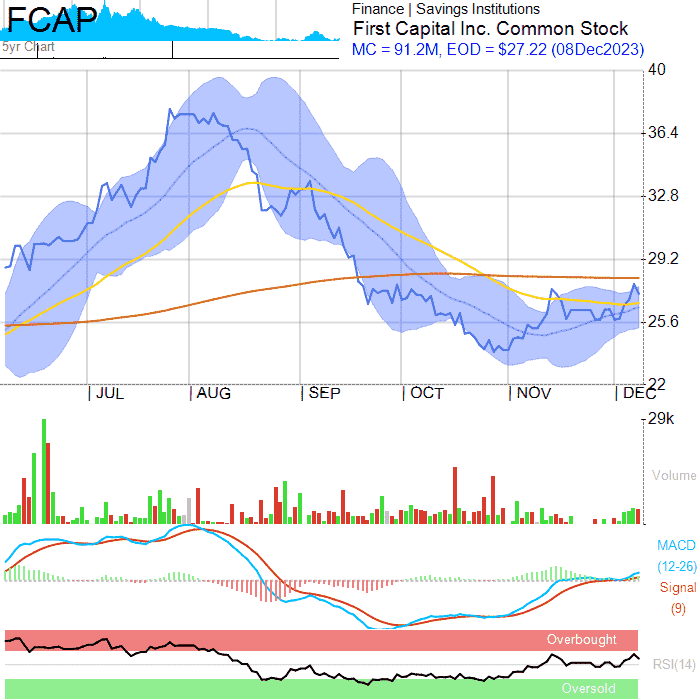 FCAP
5yr Chart
Finance | Savings Institutions
First Capital Inc. Common Stock
MC = 91.2M, EOD = $27.22 (08Dec2023)
40
36.4
32.8
29.2
25.6
22
JUL AUG SEP OCT NOV DEC
29k
Volume
MACD
(12-26)
Signal
(9)
Overbought
RSI(14)
Oversold